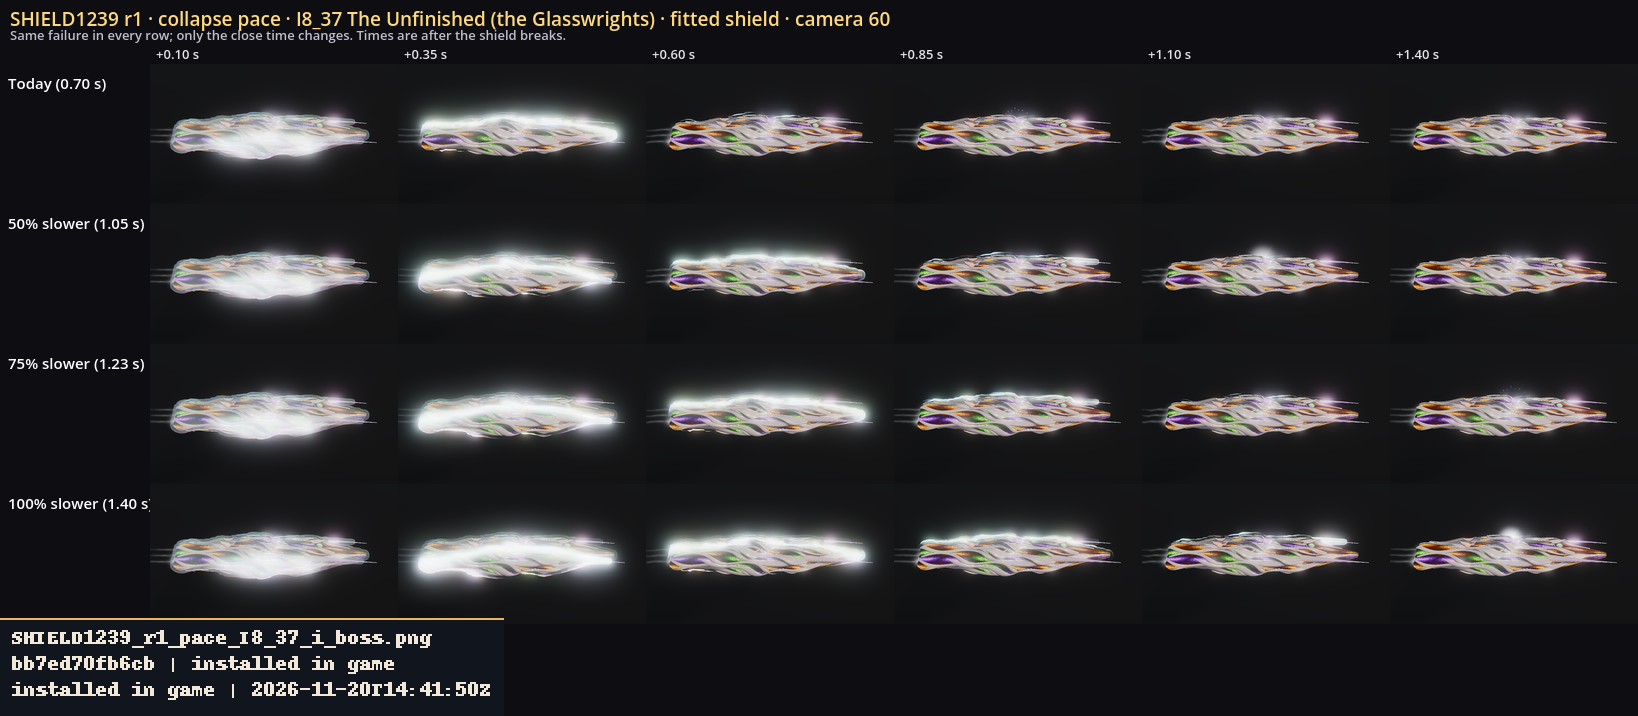 SHIELD1239 r1 · collapse pace · I8_37 The Unfinished (the Glasswrights) · fitted shield · camera 60
Same failure in every row; only the close time changes. Times are after the shield breaks.
+0.10 s +0.35 s +0.60 s +0.85 s +1.10 s +1.40 s
Today (0.70 s)
50% slower (1.05 s)
75% slower (1.23 s)
100% slower (1.40 s)
SHIELD1239_r1_pace_I8_37_i_boss.png
bb7ed70fb6cb | installed in game
installed in game | 2026-11-20T14:41:50Z